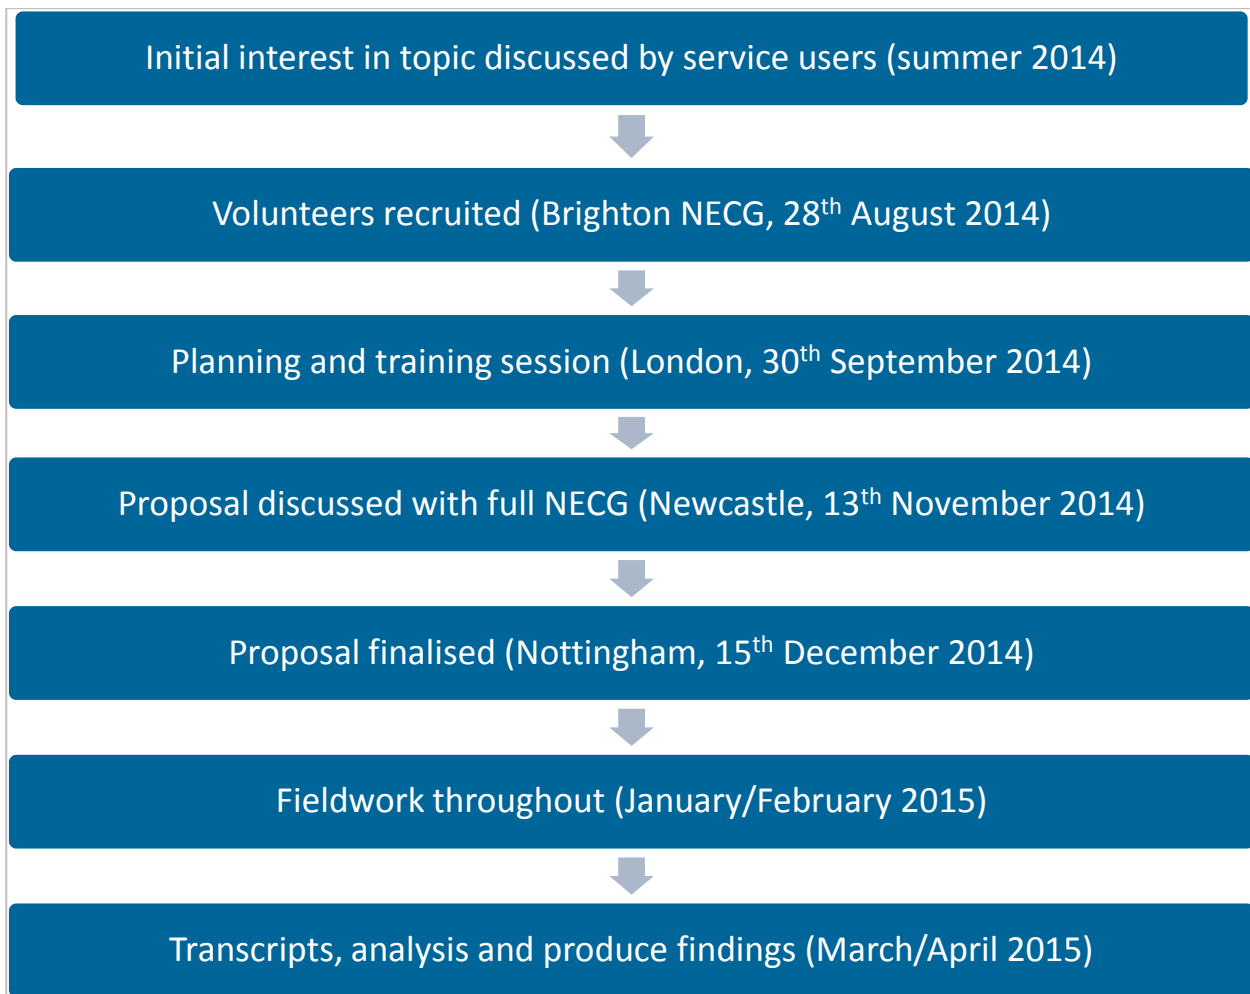 Initial interest in topic discussed by service users (summer 2014)
Volunteers recruited (Brighton NECG, 28th August 2014)
Planning and training session (London, 30th September 2014)
Proposal discussed with full NECG (Newcastle, 13th November 2014)
Proposal finalised (Nottingham, 15th December 2014)
Fieldwork throughout (January/February 2015)
Transcripts, analysis and produce findings (March/April 2015)